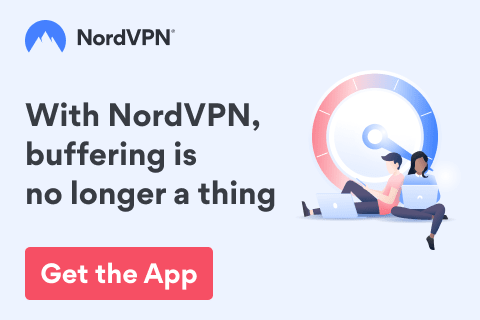 NordVPN®
With NordVPN,
buffering is
no longer a thing
Get the App